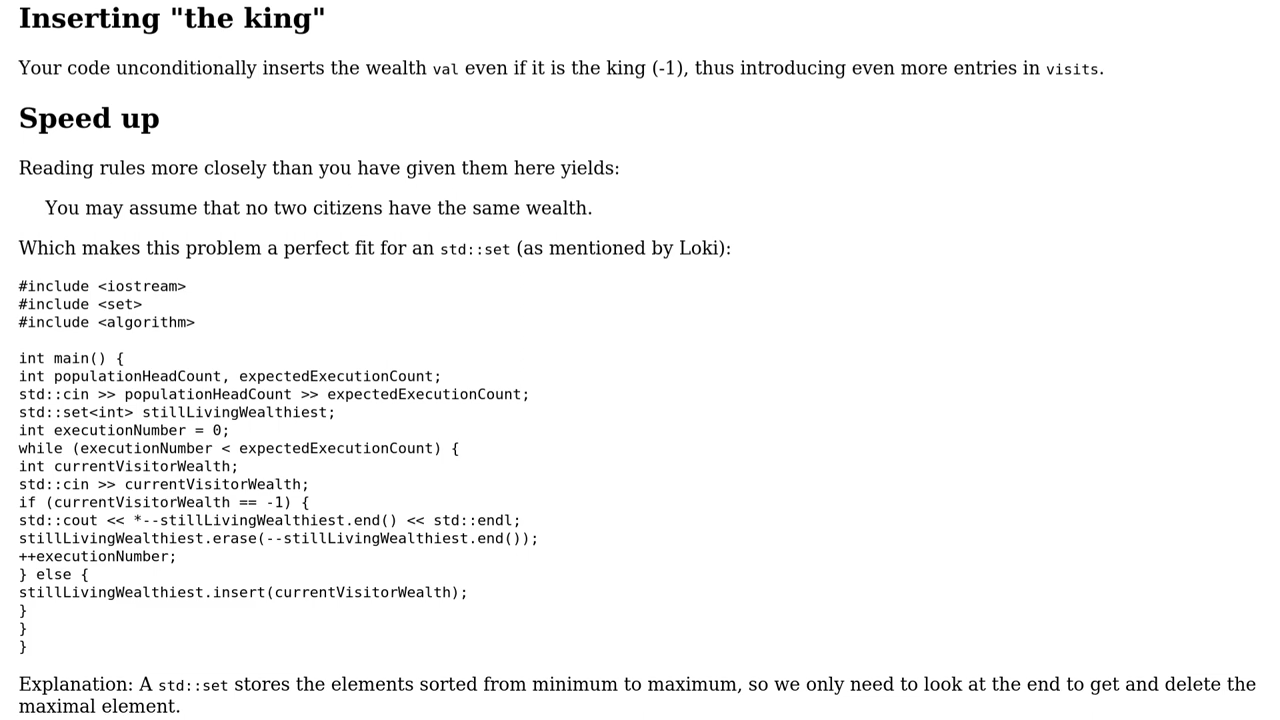 Inserting "the king"
Your code unconditionally inserts the wealth val even if it is the king (-1), thus introducing even more entries in visits.
Speed up
Reading rules more closely than you have given them here yields:
You may assume that no two citizens have the same wealth.
Which makes this problem a perfect fit for an std::set (as mentioned by Loki):
#include <iostream>
#include <set>
#include <algorithm>
int main() {
int populationHeadCount, expectedExecutionCount;
std::cin >> populationHeadCount >> expectedExecutionCount;
std::set<int> stillLivingWealthiest;
int executionNumber = 0;
while (executionNumber < expectedExecutionCount) {
int currentVisitorWealth;
std::cin >> currentVisitorWealth;
if (currentVisitorWealth == -1) {
std::cout << *--stillLivingWealthiest.end() << std::endl;
stillLivingWealthiest.erase(--stillLivingWealthiest.end());
++executionNumber;
} else {
stillLivingWealthiest.insert(currentVisitorWealth);
}
}
}
Explanation: A std::set stores the elements sorted from minimum to maximum, so we only need to look at the end to get and delete the
maximal element.